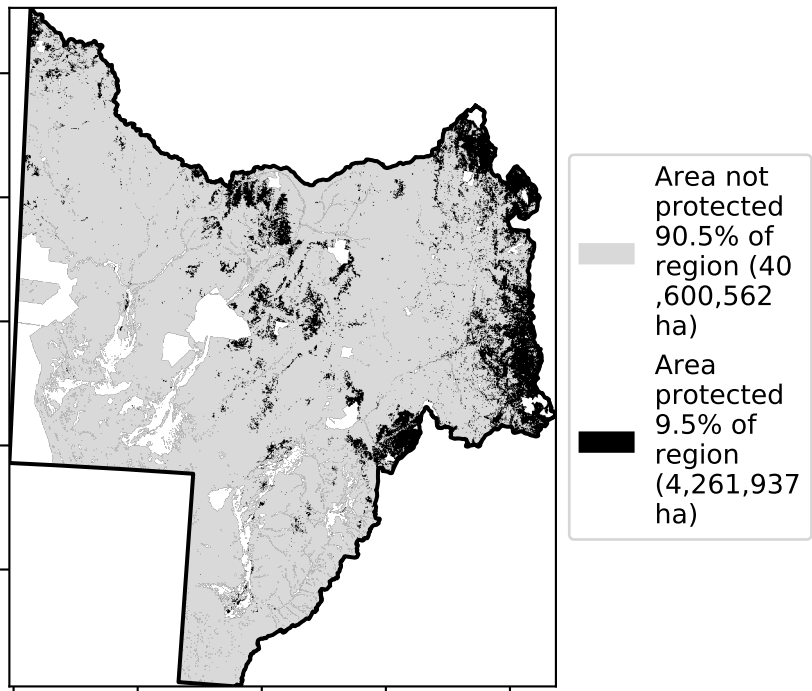 Area not
protected
90.5% of
region (40
,600,562
ha)
Area
protected
9.5% of
region
(4,261,937
ha)